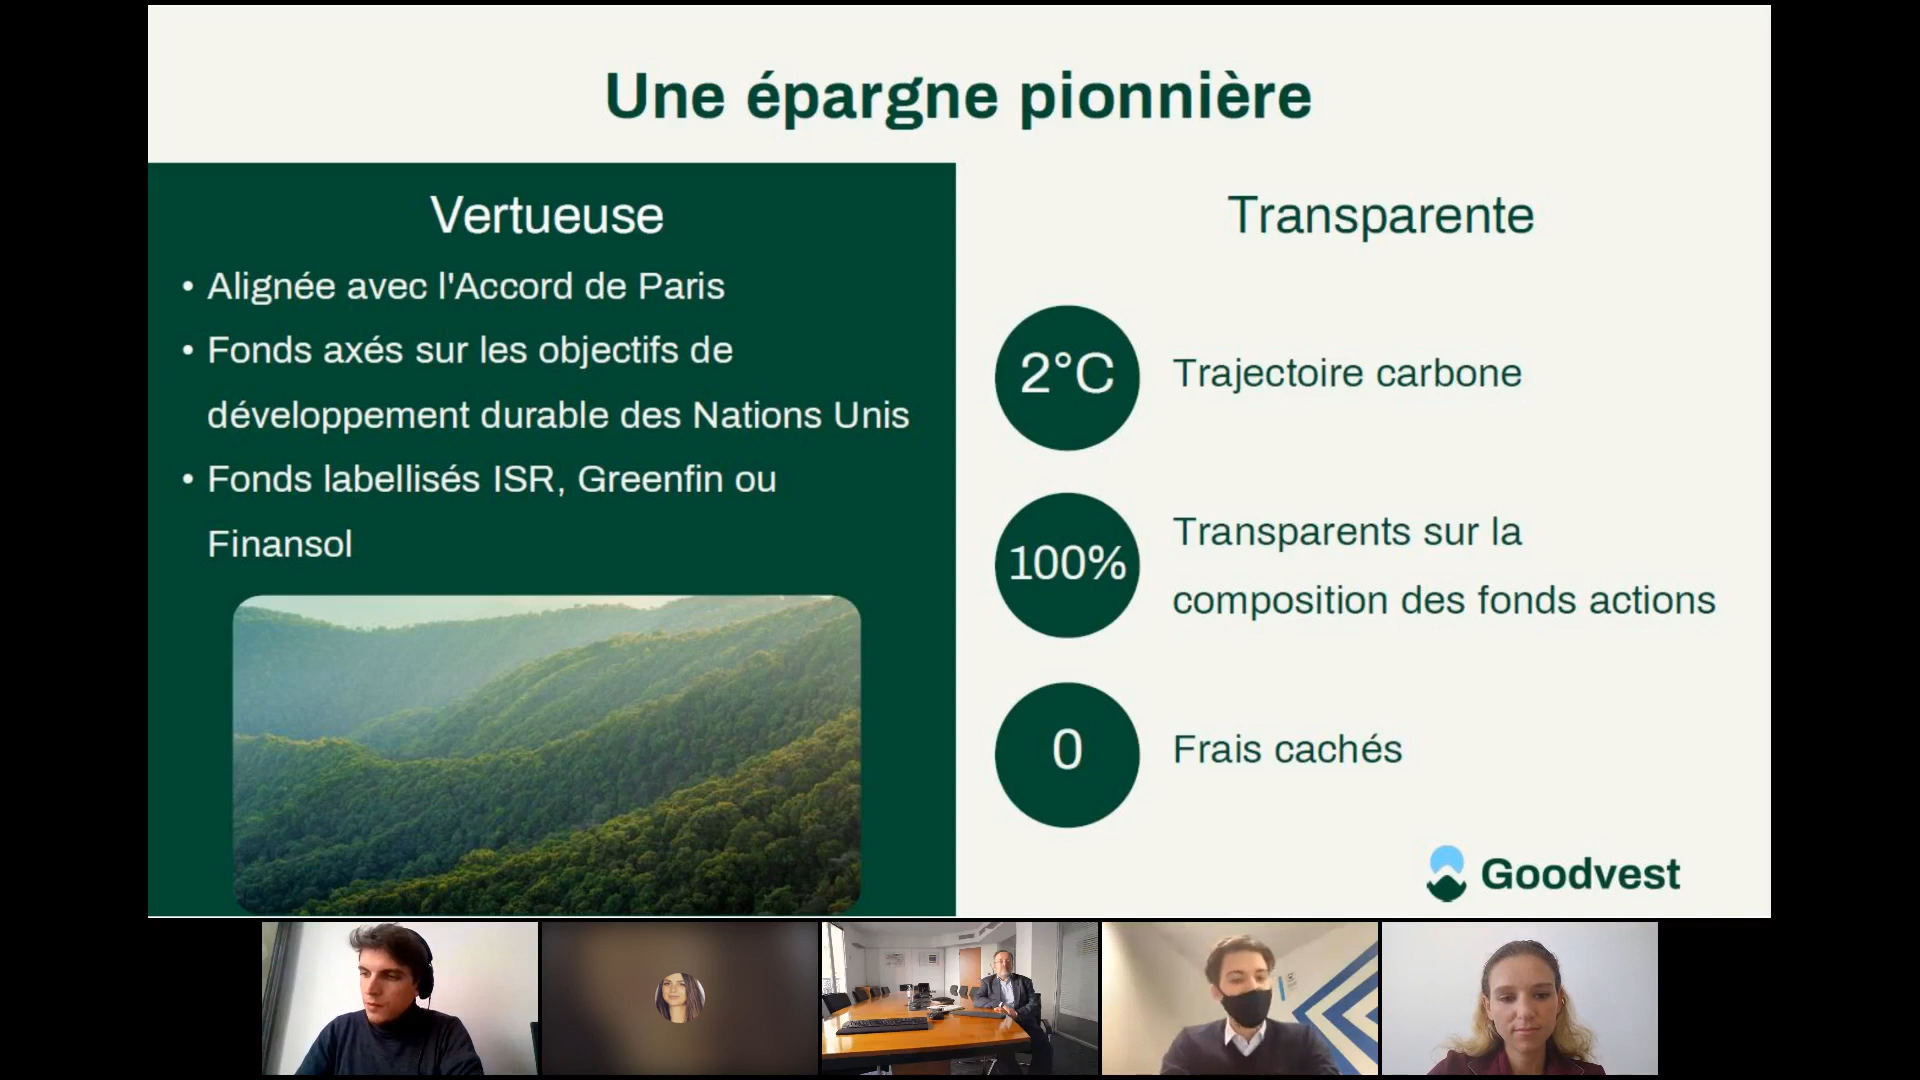 Une épargne pionnière
Vertueuse
• Alignée avec l'Accord de Paris
• Fonds axés sur les objectifs de
développement durable des Nations Unis
• Fonds labellisés ISR, Greenfin ou
Finansol
Transparente
2°C
Trajectoire carbone
100%
Transparents sur la
composition des fonds actions
0
Frais cachés
Goodvest